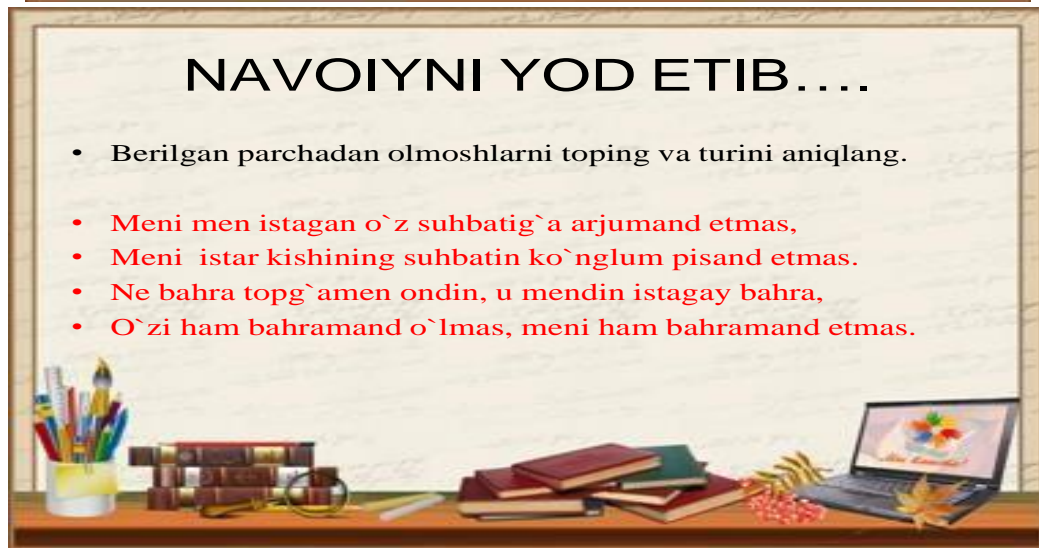 NAVOIYNI YOD ETIB....
• Berilgan parchadan olmoshlarni toping va turini aniqlang.
• Meni men istagan o`z suhbatig`a arjumand etmas,
• Meni istar kishining suhbatin ko`nglum pisand etmas.
• Ne bahra topg`amen ondin, u mendin istagay bahra,
• O`zi ham bahramand o`lmas, meni ham bahramand etmas.